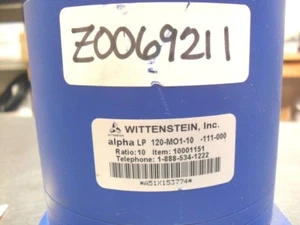 Z0069211
WITTENSTEIN, Inc.
alpha LP 120-MO1-10 -111-000
Ratio:10 Item: 10001151
Telephone: 1-888-534-1222
*A51X153774*